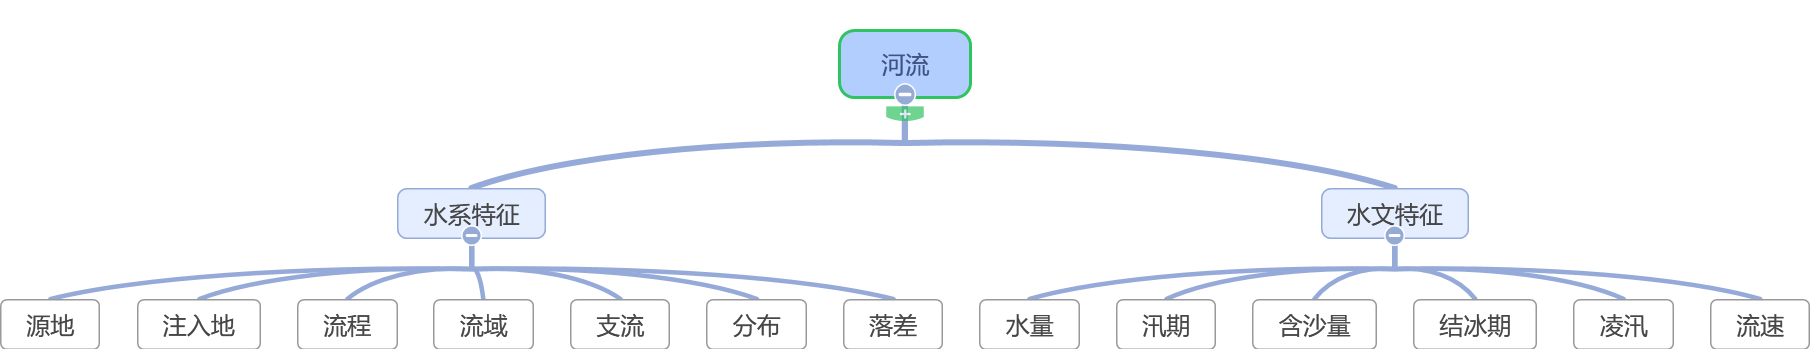 河流
水系特征
水文特征
源地
注入地
流程
流域
支流
分布
落差
水量
汛期
含沙量
结冰期
凌汛
流速